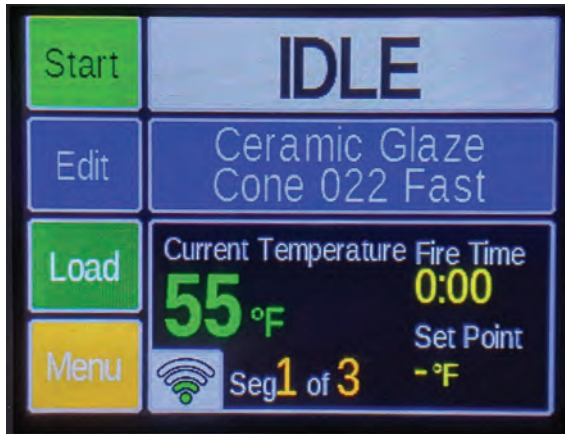 Start
IDLE
Edit
Ceramic Glaze
Cone 022 Fast
Load
Menu
Current Temperature
55 °F
Fire Time
0:00
Set Point
- °F
Seg1 of 3